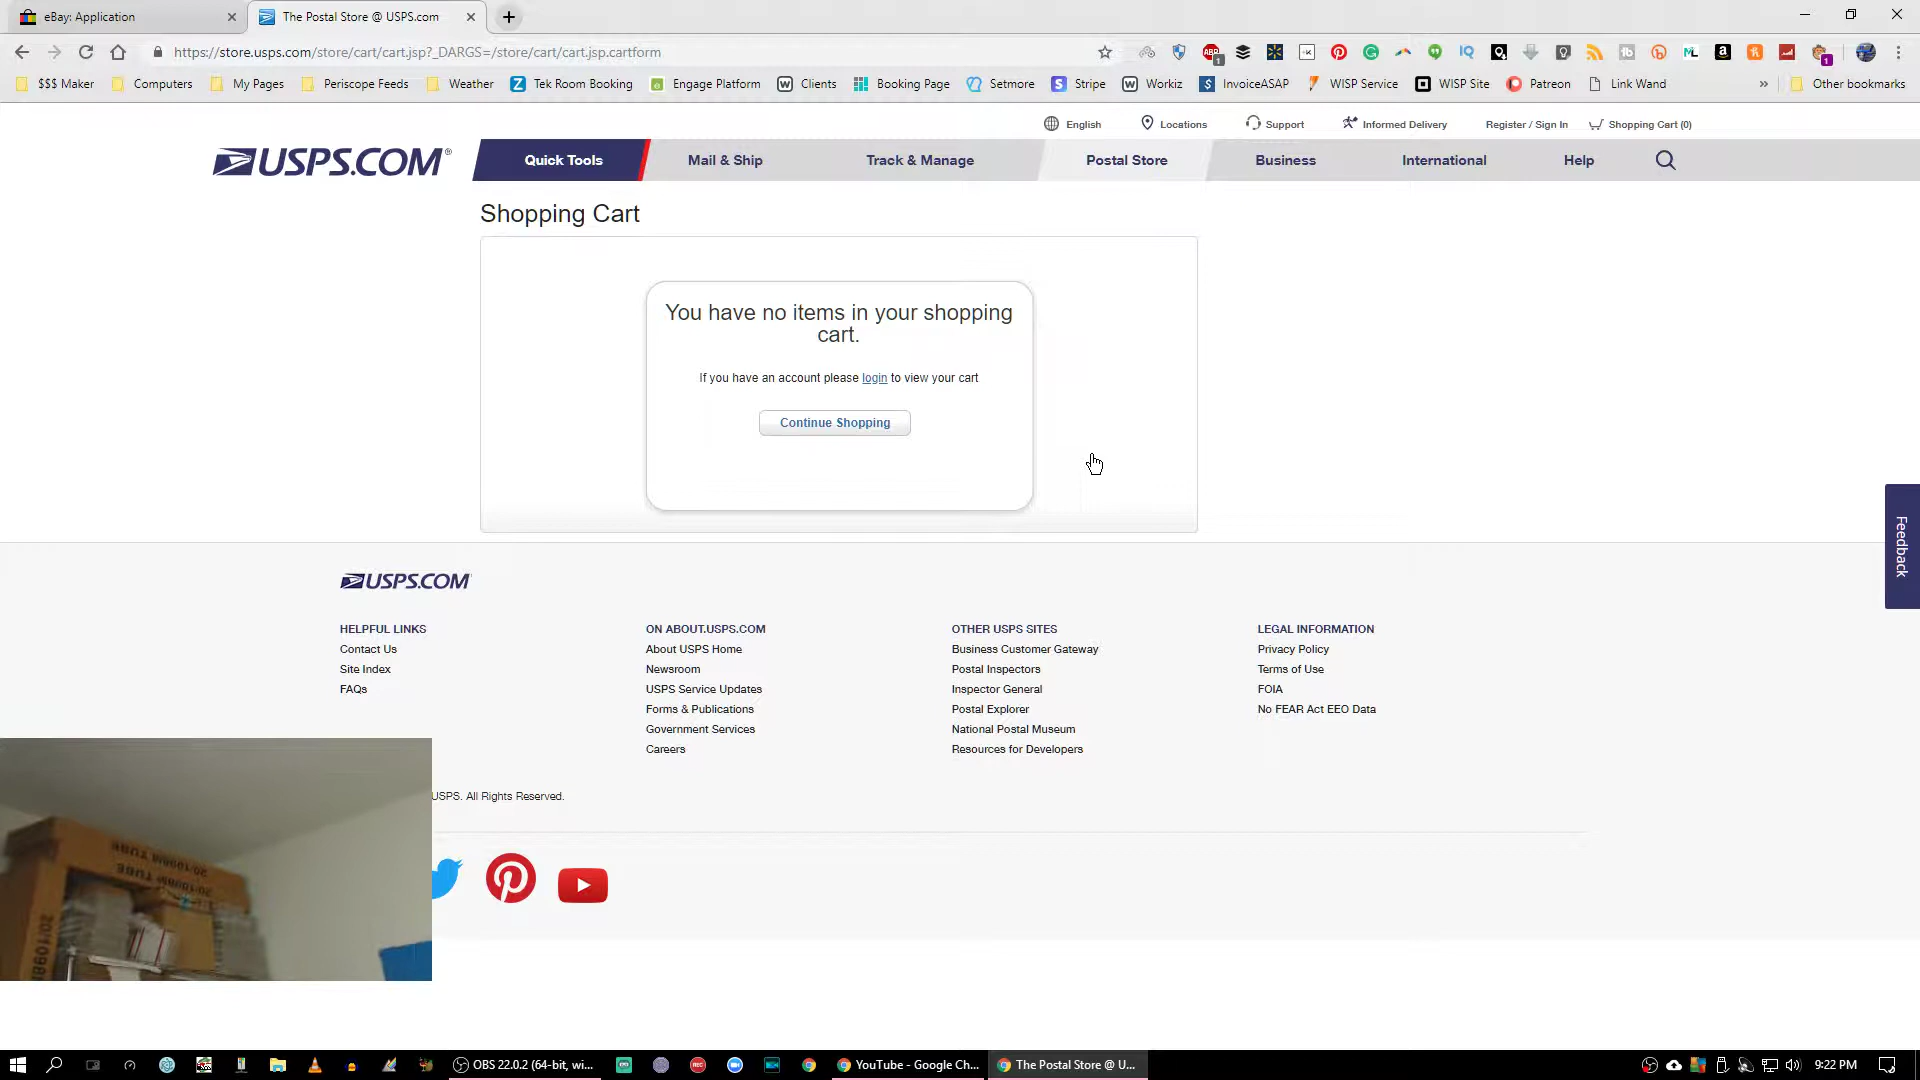 eBay: Application
The Postal Store @ USPS.com
https://store.usps.com/store/cart/cart.jsp?_DARGS=/store/cart/cart.jsp.cartform
$$$ Maker Computers My Pages Periscope Feeds Weather Tek Room Booking Engage Platform Clients Booking Page Setmore Stripe Workiz InvoiceASAP WISP Service WISP Site Patreon Link Wand » Other bookmarks
English Locations Support Informed Delivery Register / Sign In Shopping Cart (0)
USPS.COM®
Quick Tools Mail & Ship Track & Manage Postal Store Business International Help
Shopping Cart
You have no items in your shopping
cart.
If you have an account please login to view your cart
Continue Shopping
Feedback
USPS.COM
HELPFUL LINKS
Contact Us
Site Index
FAQs
ON ABOUT.USPS.COM
About USPS Home
Newsroom
USPS Service Updates
Forms & Publications
Government Services
Careers
OTHER USPS SITES
Business Customer Gateway
Postal Inspectors
Inspector General
Postal Explorer
National Postal Museum
Resources for Developers
LEGAL INFORMATION
Privacy Policy
Terms of Use
FOIA
No FEAR Act EEO Data
USPS. All Rights Reserved.
OBS 22.0.2 (64-bit, wi...
YouTube - Google Ch...
The Postal Store @ U...
9:22 PM